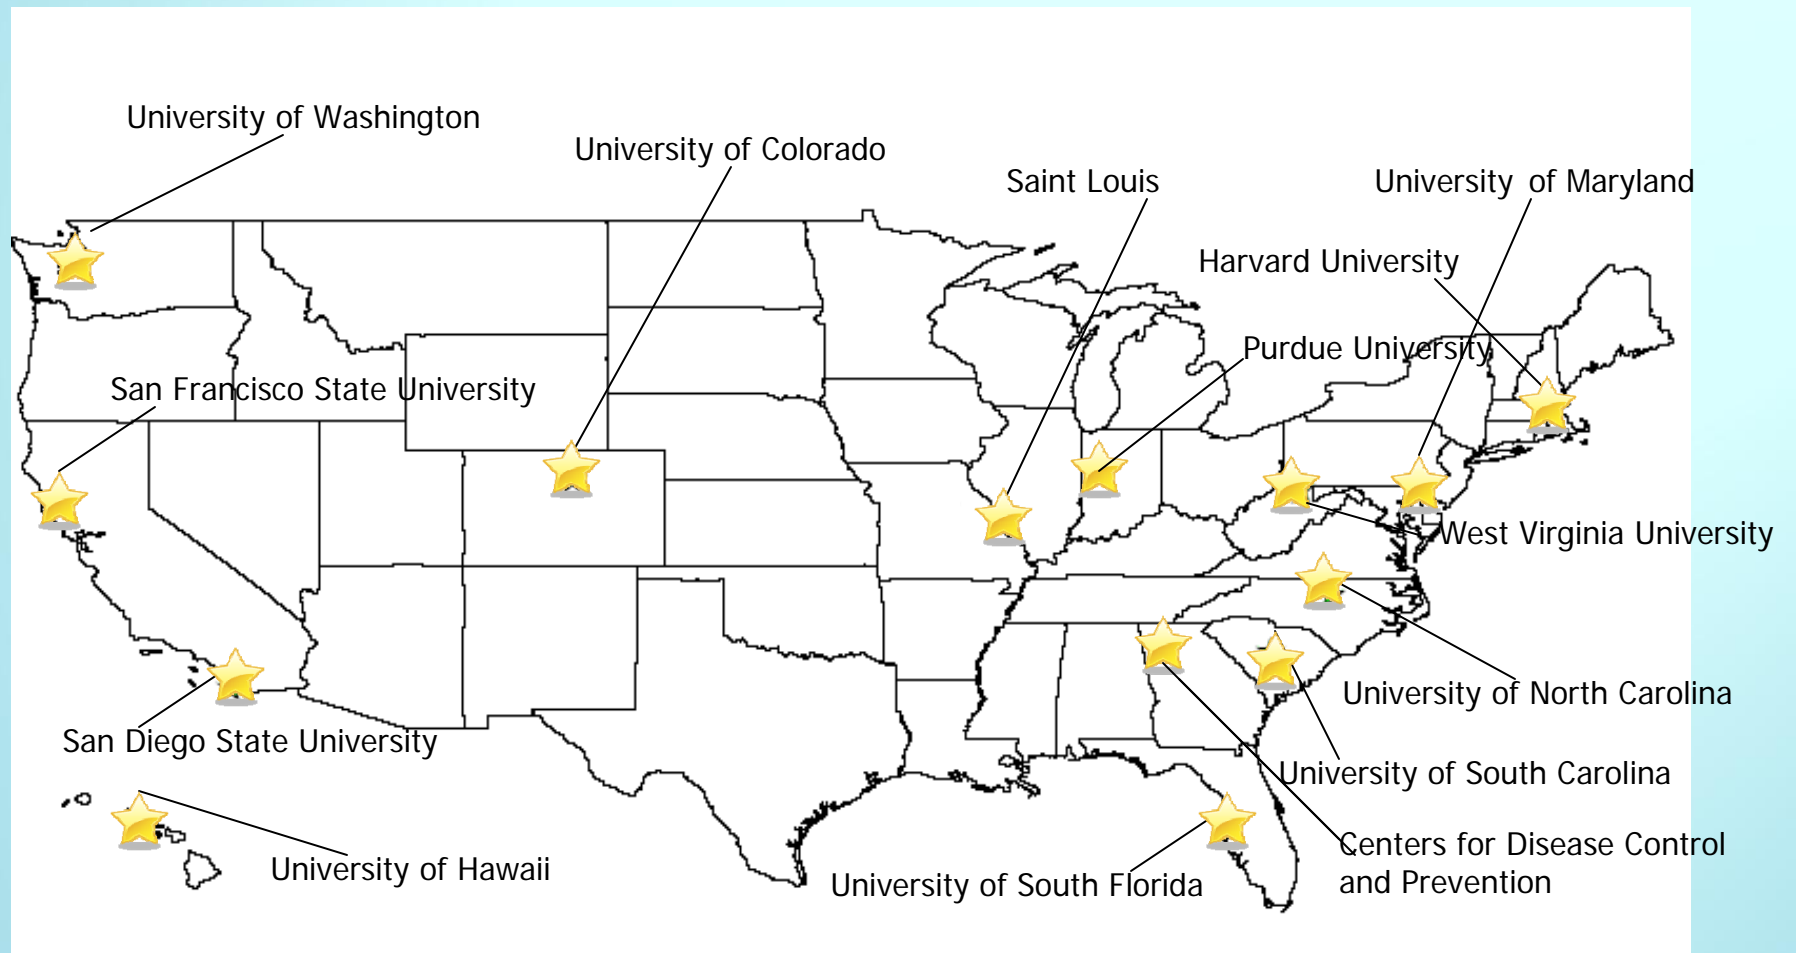 University of Washington
University of Colorado
Saint Louis
University of Maryland
Harvard University
Purdue University
San Francisco State University
West Virginia University
University of North Carolina
San Diego State University
University of South Carolina
Centers for Disease Control
and Prevention
University of Hawaii
University of South Florida